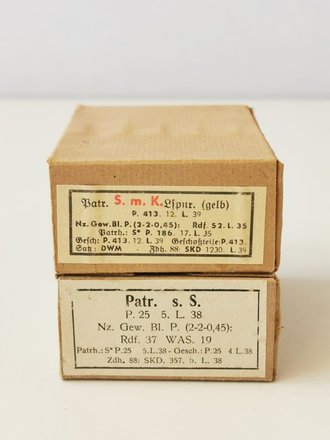 Patr. S. m. K. Lſpur. (gelb)
P. 413. 12. L. 39
Nz. Gew. Bl. P. (2-2-0,45): Rdf. 52. L. 35
Patrh.: S* P. 186. 17. L. 35
Geſch: P. 413. 12. L. 39 Geſchoßteile: P. 413.
Satz: DWM - Zdh. 88: SKD 1230. L. 39
Patr. s. S.
P. 25 5. L. 38
Nz. Gew. Bl. P. (2-2-0,45):
Rdf. 37 WAS. 19
Patrh.: S* P.25 5.L.38 - Gesch.: P.25 4 L.38
Zdh. 88: SKD. 357. b. L. 38